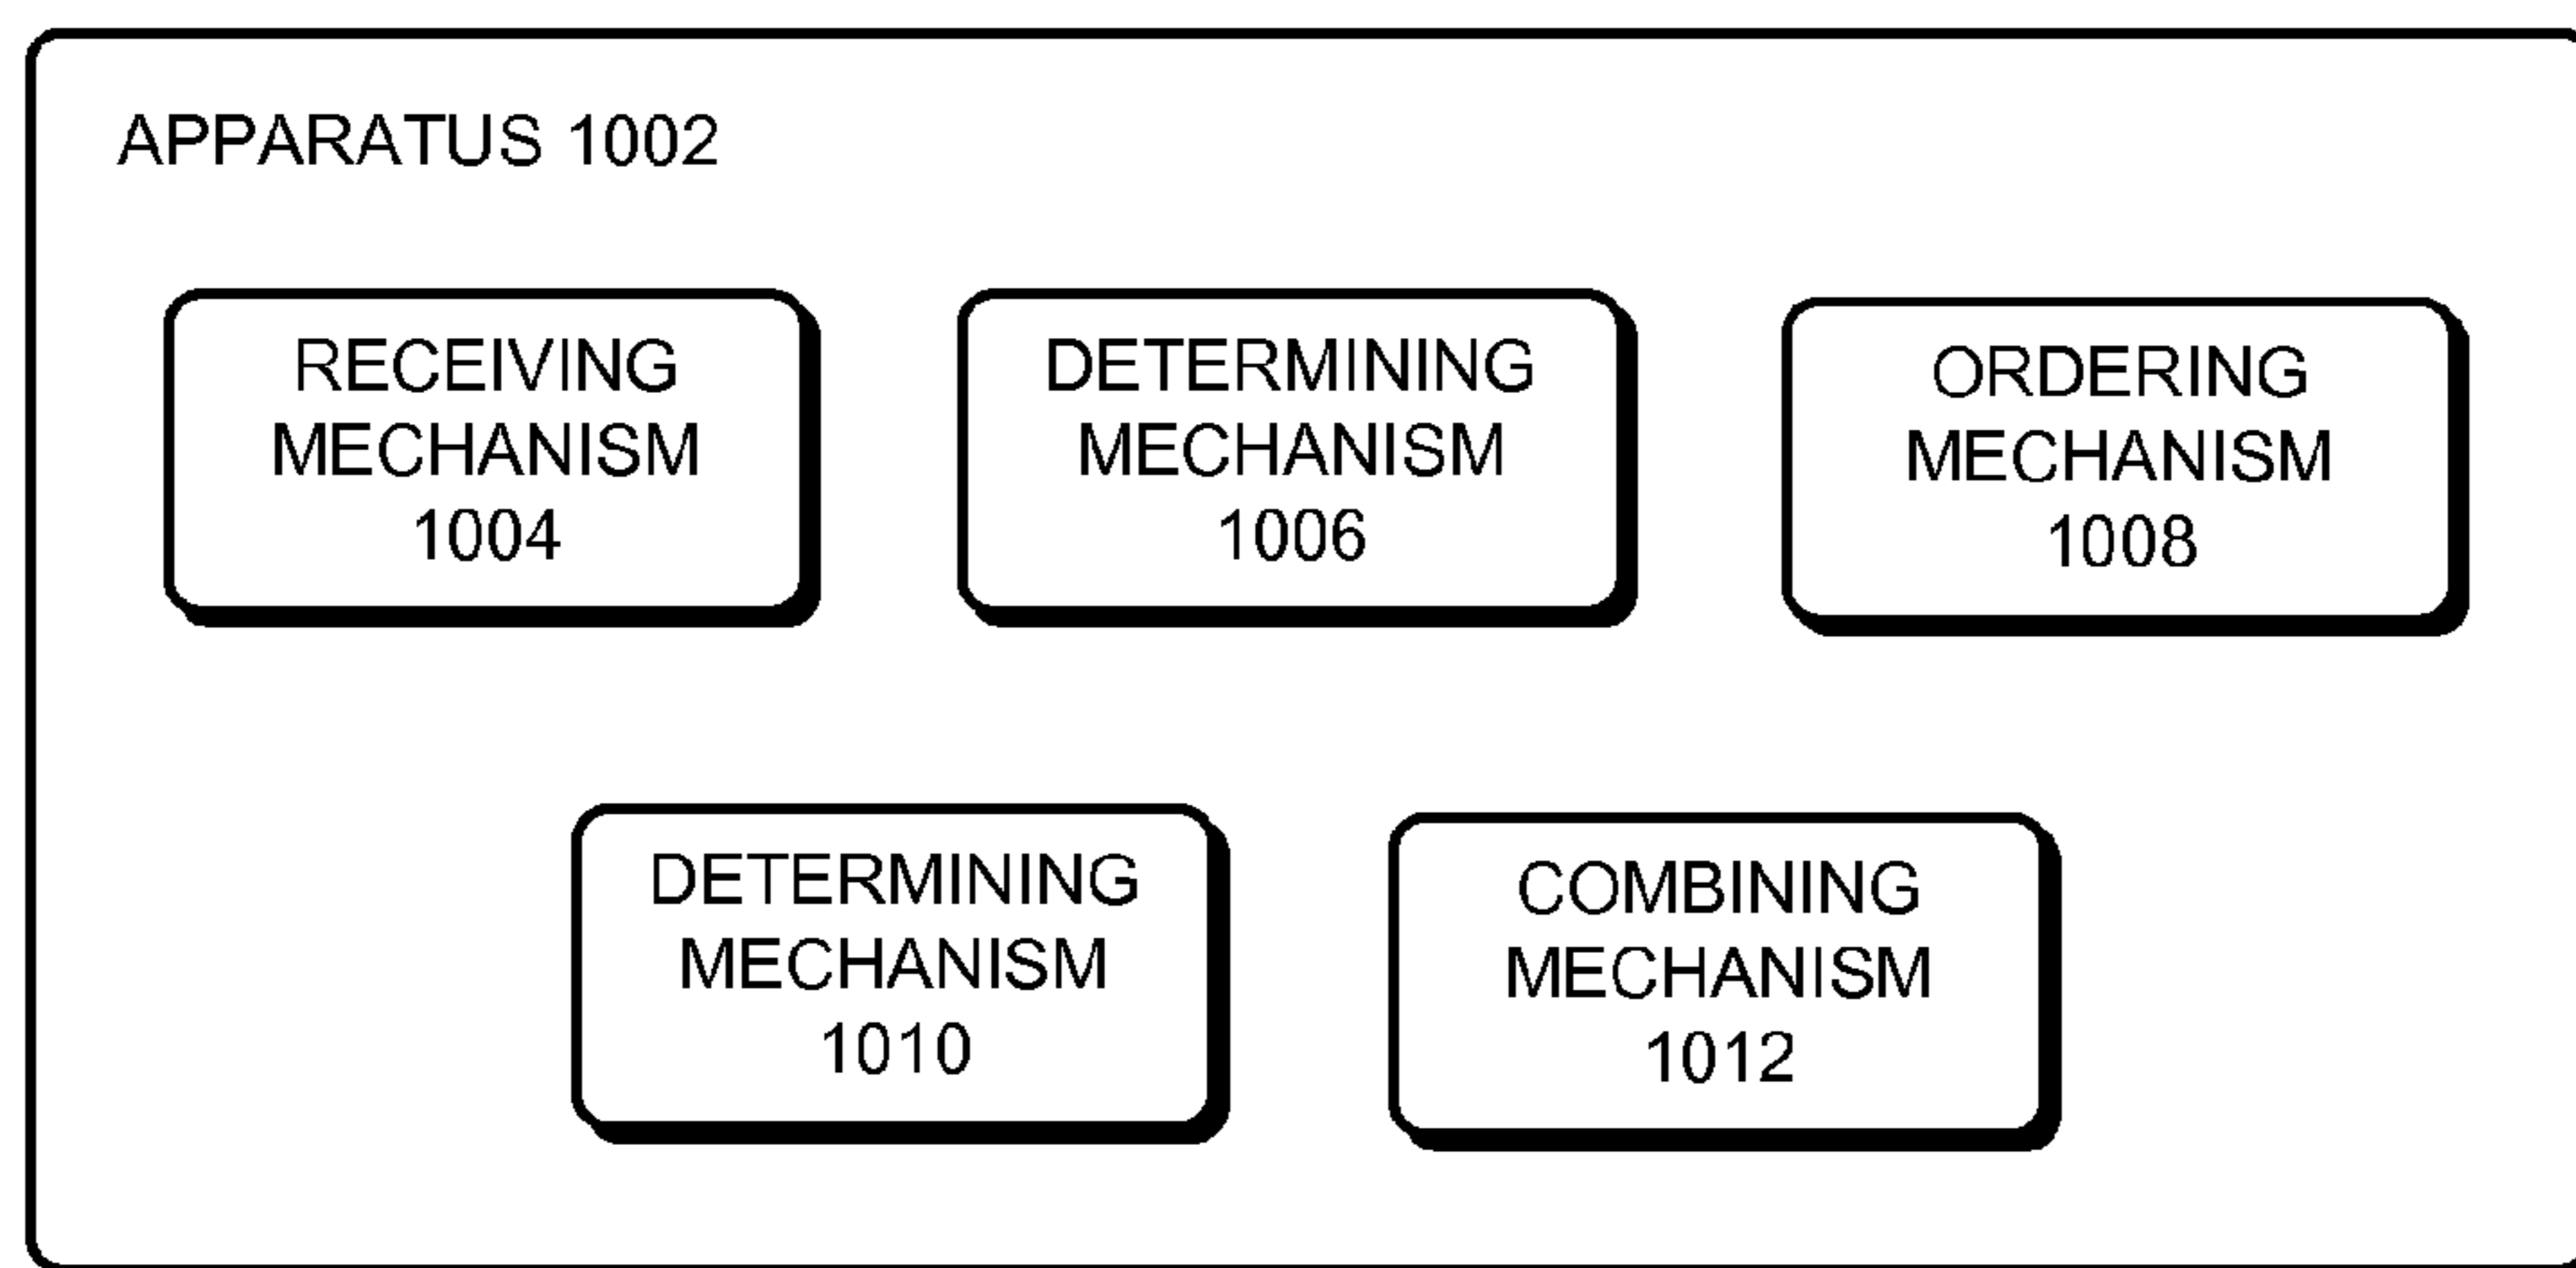 APPARATUS 1002
RECEIVING
MECHANISM
1004
DETERMINING
MECHANISM
1006
ORDERING
MECHANISM
1008
DETERMINING
MECHANISM
1010
COMBINING
MECHANISM
1012